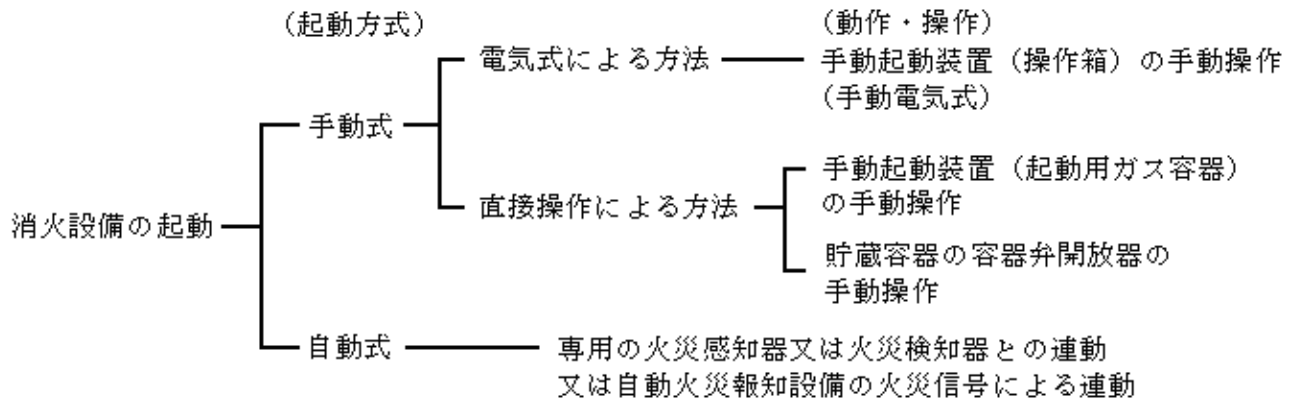 （起動方式）
（動作・操作）
電気式による方法
手動起動装置（操作箱）の手動操作
（手動電気式）
手動式
手動起動装置（起動用ガス容器）
の手動操作
直接操作による方法
消火設備の起動
貯蔵容器の容器弁開放器の
手動操作
自動式
専用の火災感知器又は火災検知器との連動
又は自動火災報知設備の火災信号による連動